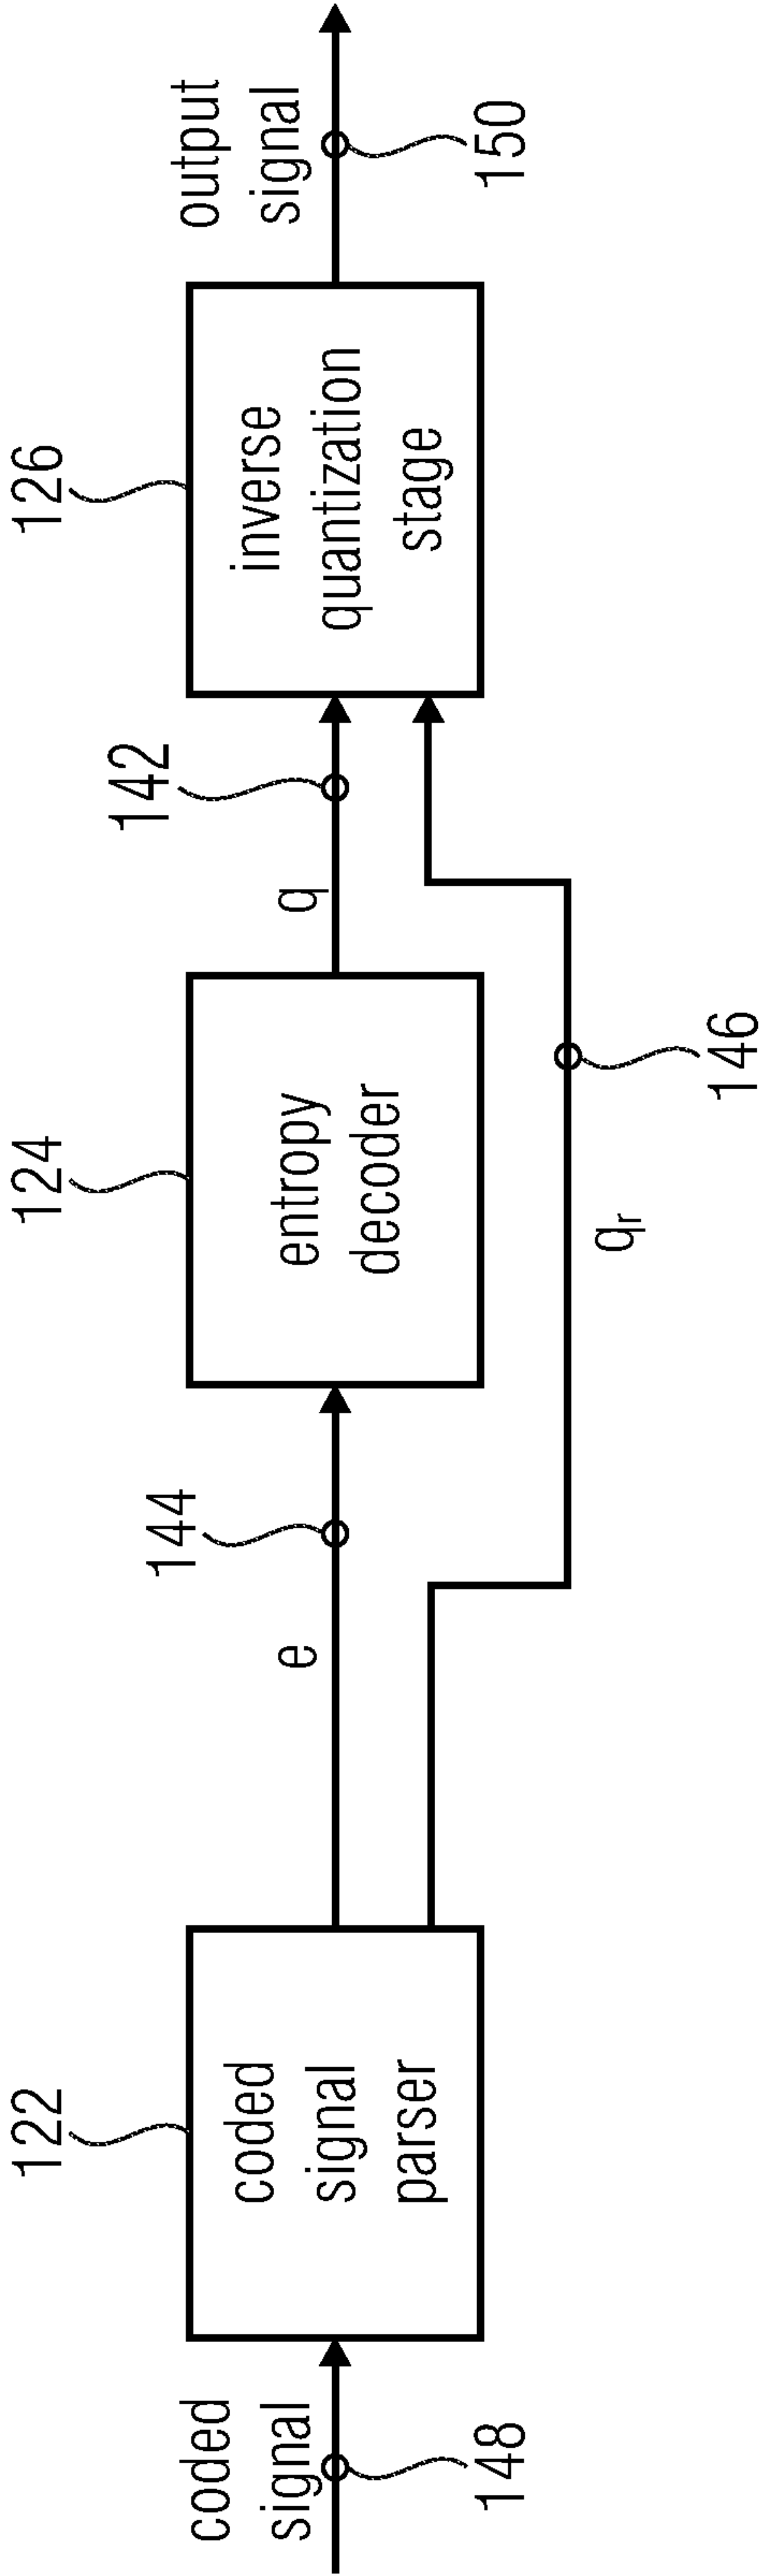 coded
signal
148
122
coded
signal
parser
e
144
124
entropy
decoder
q
142
qr
146
126
inverse
quantization
stage
output
signal
150